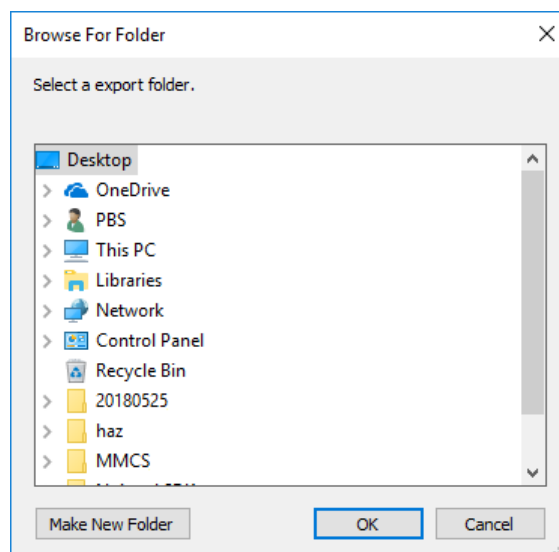 Browse For Folder
Select a export folder.
Desktop
OneDrive
PBS
This PC
Libraries
Network
Control Panel
Recycle Bin
20180525
haz
MMCS
Make New Folder
OK
Cancel